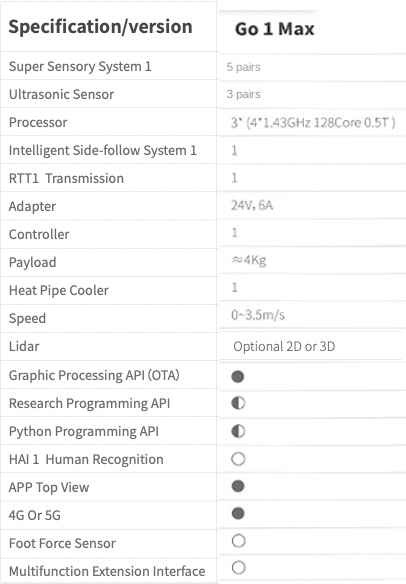 Specification/version Go 1 Max
Super Sensory System 1 5 pairs
Ultrasonic Sensor 3 pairs
Processor 3* (4*1.43GHz 128Core 0.5T )
Intelligent Side-follow System 1 1
RTT1 Transmission 1
Adapter 24V, 6A
Controller 1
Payload ≈4Kg
Heat Pipe Cooler 1
Speed 0~3.5m/s
Lidar Optional 2D or 3D
Graphic Processing API (OTA)
Research Programming API
Python Programming API
HAI 1 Human Recognition
APP Top View
4G Or 5G
Foot Force Sensor
Multifunction Extension Interface